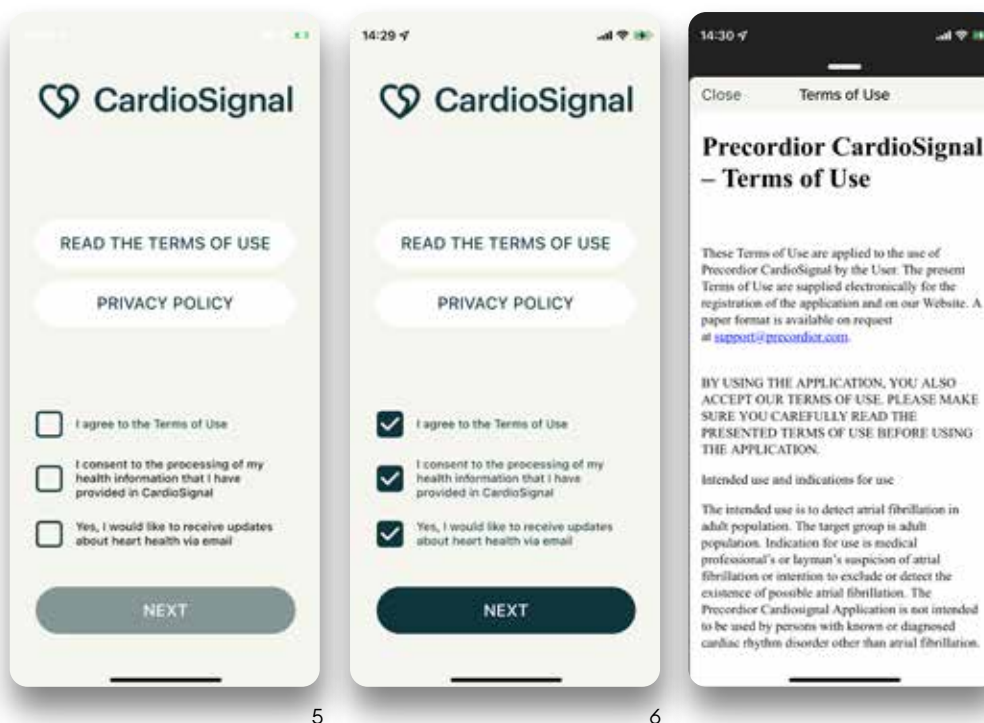 CardioSignal
READ THE TERMS OF USE
PRIVACY POLICY
I agree to the Terms of Use
I consent to the processing of my
health information that I have
provided in CardioSignal
Yes, I would like to receive updates
about heart health via email
NEXT
5
14:29
CardioSignal
READ THE TERMS OF USE
PRIVACY POLICY
I agree to the Terms of Use
I consent to the processing of my
health information that I have
provided in CardioSignal
Yes, I would like to receive updates
about heart health via email
NEXT
6
14:30
Close Terms of Use
Precordior CardioSignal
– Terms of Use
These Terms of Use are applied to the use of
Precordior CardioSignal by the User. The present
Terms of Use are supplied electronically for the
registration of the application and on our Website. A
paper format is available on request
at support@precordior.com.
BY USING THE APPLICATION, YOU ALSO
ACCEPT OUR TERMS OF USE. PLEASE MAKE
SURE YOU CAREFULLY READ THE
PRESENTED TERMS OF USE BEFORE USING
THE APPLICATION.
Intended use and indications for use
The intended use is to detect atrial fibrillation in
adult population. The target group is adult
population. Indication for use is medical
professional's or layman's suspicion of atrial
fibrillation or intention to exclude or detect the
existence of possible atrial fibrillation. The
Precordior Cardiosignal Application is not intended
to be used by persons with known or diagnosed
cardiac rhythm disorder other than atrial fibrillation.